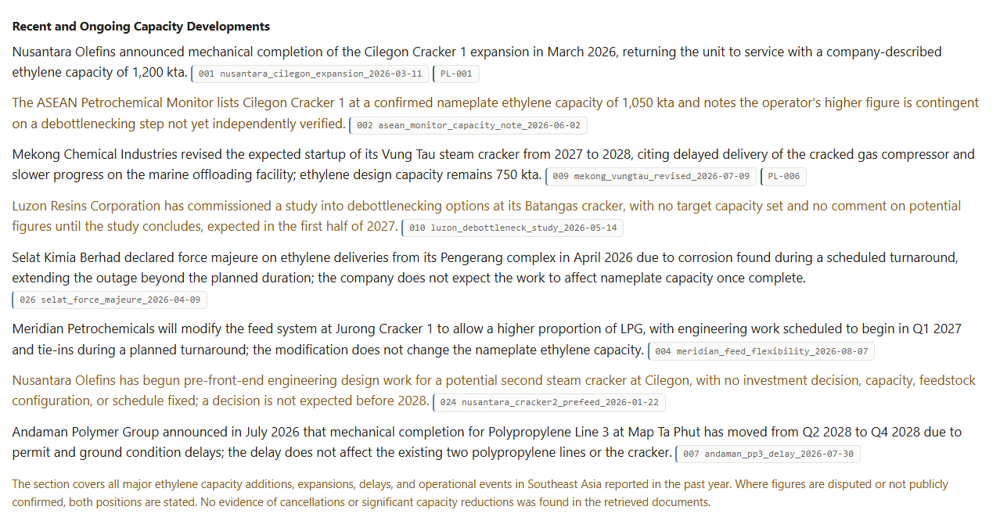 Recent and Ongoing Capacity Developments
Nusantara Olefins announced mechanical completion of the Cilegon Cracker 1 expansion in March 2026, returning the unit to service with a company-described
ethylene capacity of 1,200 kta. 001 nusantara_cilegon_expansion_2026-03-11 PL-001
The ASEAN Petrochemical Monitor lists Cilegon Cracker 1 at a confirmed nameplate ethylene capacity of 1,050 kta and notes the operator's higher figure is contingent
on a debottlenecking step not yet independently verified. 002 asean_monitor_capacity_note_2026-06-02
Mekong Chemical Industries revised the expected startup of its Vung Tau steam cracker from 2027 to 2028, citing delayed delivery of the cracked gas compressor and
slower progress on the marine offloading facility; ethylene design capacity remains 750 kta. 009 mekong_vungtau_revised_2026-07-09 PL-006
Luzon Resins Corporation has commissioned a study into debottlenecking options at its Batangas cracker, with no target capacity set and no comment on potential
figures until the study concludes, expected in the first half of 2027. 010 luzon_debottleneck_study_2026-05-14
Selat Kimia Berhad declared force majeure on ethylene deliveries from its Pengerang complex in April 2026 due to corrosion found during a scheduled turnaround,
extending the outage beyond the planned duration; the company does not expect the work to affect nameplate capacity once complete.
026 selat_force_majeure_2026-04-09
Meridian Petrochemicals will modify the feed system at Jurong Cracker 1 to allow a higher proportion of LPG, with engineering work scheduled to begin in Q1 2027
and tie-ins during a planned turnaround; the modification does not change the nameplate ethylene capacity. 004 meridian_feed_flexibility_2026-08-07
Nusantara Olefins has begun pre-front-end engineering design work for a potential second steam cracker at Cilegon, with no investment decision, capacity, feedstock
configuration, or schedule fixed; a decision is not expected before 2028. 024 nusantara_cracker2_prefeed_2026-01-22
Andaman Polymer Group announced in July 2026 that mechanical completion for Polypropylene Line 3 at Map Ta Phut has moved from Q2 2028 to Q4 2028 due to
permit and ground condition delays; the delay does not affect the existing two polypropylene lines or the cracker. 007 andaman_pp3_delay_2026-07-30
The section covers all major ethylene capacity additions, expansions, delays, and operational events in Southeast Asia reported in the past year. Where figures are disputed or not publicly
confirmed, both positions are stated. No evidence of cancellations or significant capacity reductions was found in the retrieved documents.